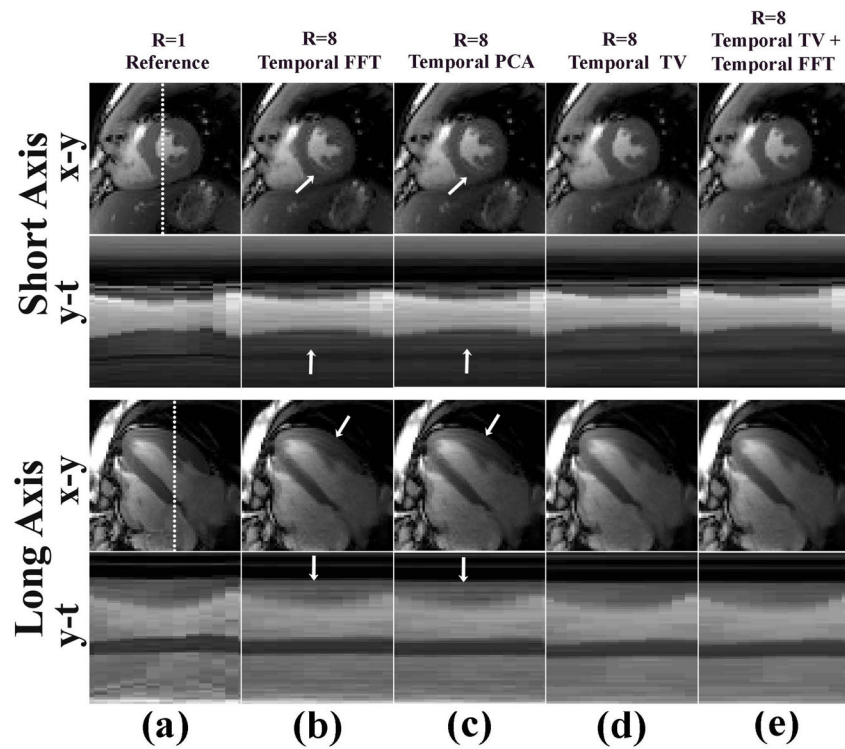 R=1
Reference
R=8
Temporal FFT
R=8
Temporal PCA
R=8
Temporal TV
R=8
Temporal TV +
Temporal FFT
Short Axis
x-y
y-t
Long Axis
x-y
y-t
(a) (b) (c) (d) (e)